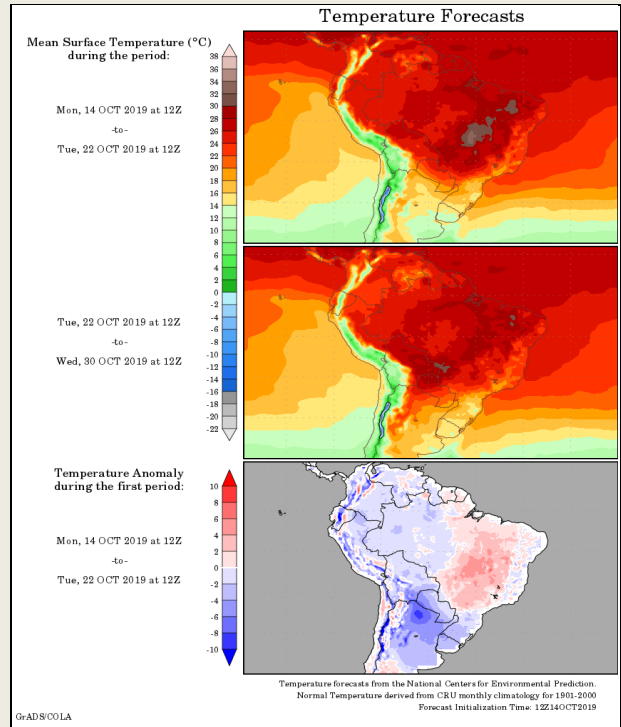 Temperature Forecasts
Mean Surface Temperature (°C)
during the period:
Mon, 14 OCT 2019 at 12Z
-to-
Tue, 22 OCT 2019 at 12Z
38
36
34
32
30
28
26
24
22
20
18
16
14
12
10
8
6
4
2
0
-2
-4
-6
-8
-10
-12
-14
-16
-18
-20
-22
Tue, 22 OCT 2019 at 12Z
-to-
Wed, 30 OCT 2019 at 12Z
Temperature Anomaly
during the first period:
Mon, 14 OCT 2019 at 12Z
-to-
Tue, 22 OCT 2019 at 12Z
10
8
6
4
2
0
-2
-4
-6
-8
-10
Temperature forecasts from the National Centers for Environmental Prediction.
Normal Temperature derived from CRU monthly climatology for 1901-2000
Forecast Initialization Time: 12Z14OCT2019
GrADS/COLA